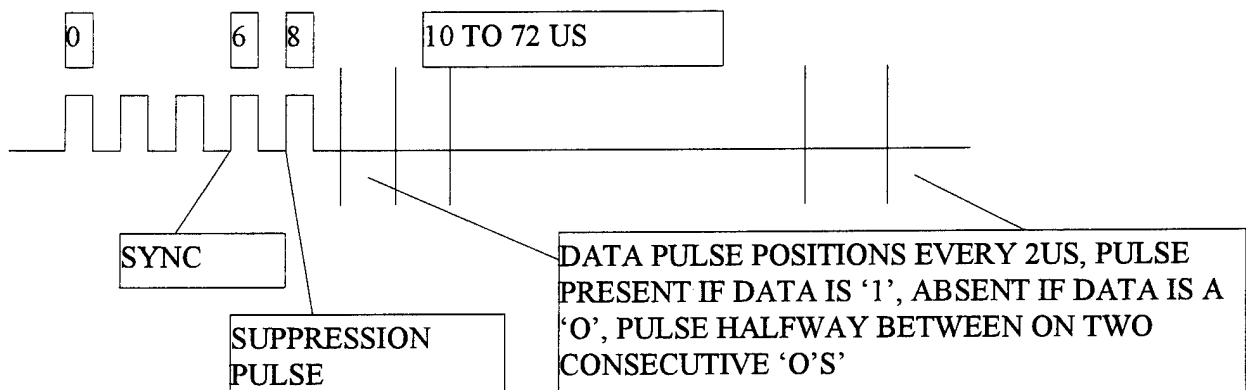 0
6
8
10 TO 72 US
SYNC
SUPPRESSION
PULSE
DATA PULSE POSITIONS EVERY 2US, PULSE
PRESENT IF DATA IS ‘1’, ABSENT IF DATA IS A
‘O’, PULSE HALFWAY BETWEEN ON TWO
CONSECUTIVE ‘O’S’